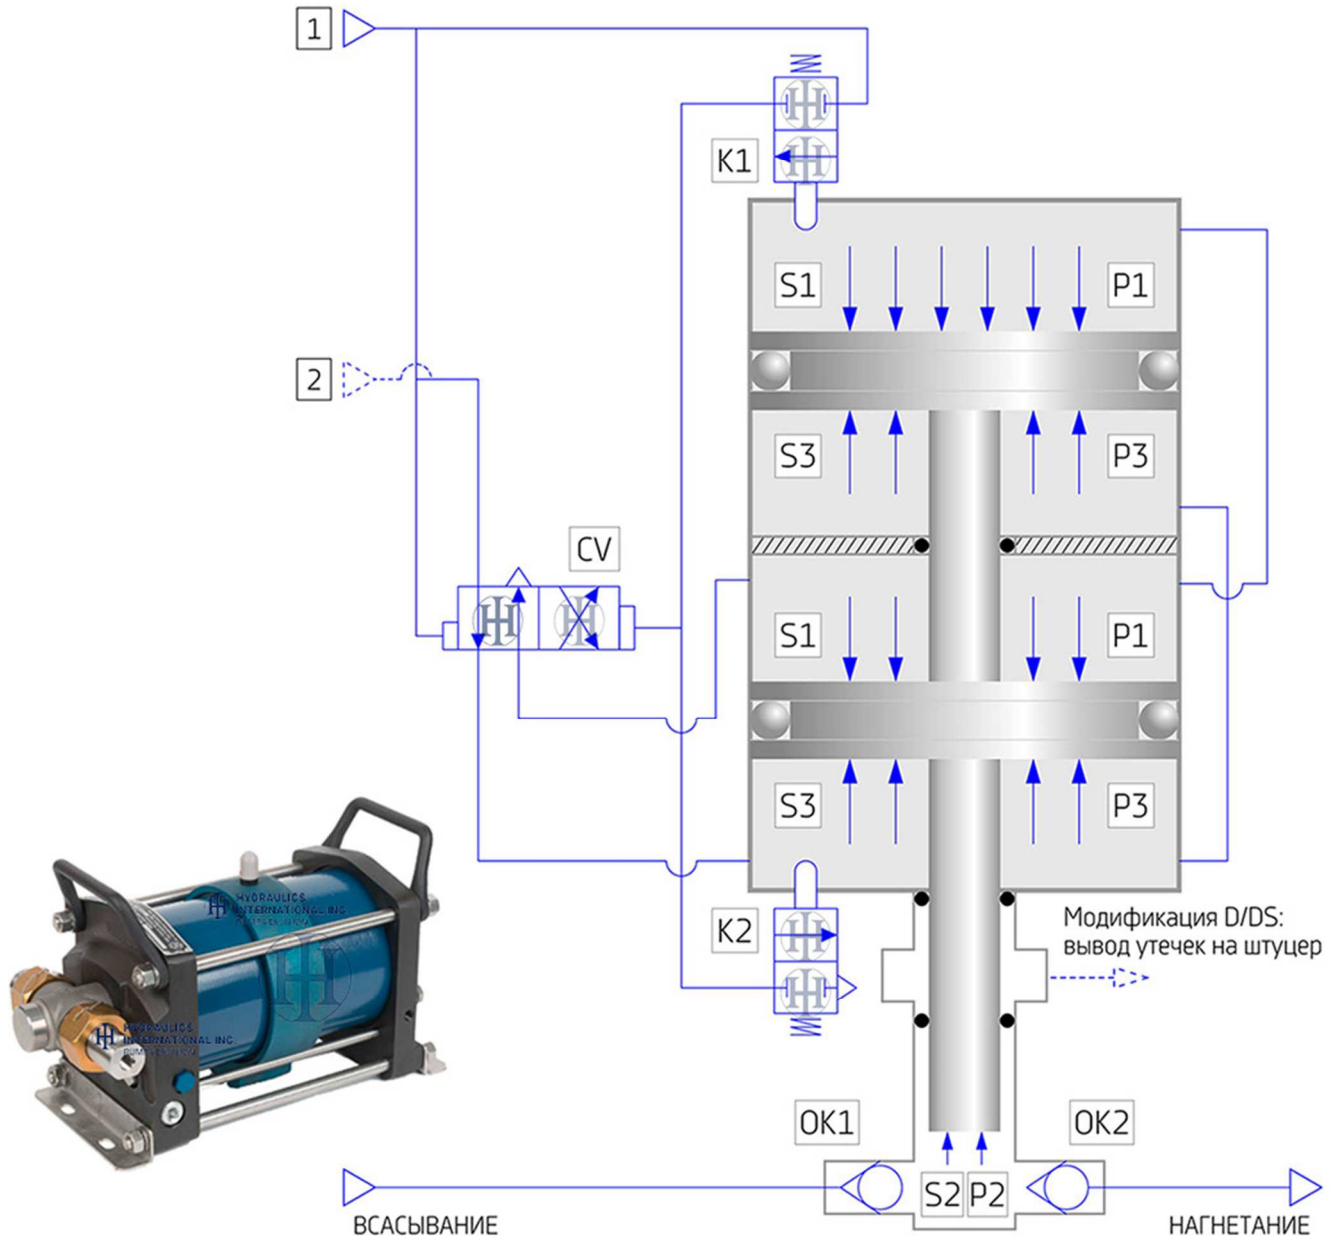 1
K1
S1
P1
2
S3
P3
CV
S1
P1
S3
P3
K2
Модификация D/DS:
вывод утечек на штуцер
HYDRAULICS
INTERNATIONAL INC.
HYDRAULICS
INTERNATIONAL INC.
OK1
OK2
S2
P2
ВСАСЫВАНИЕ
НАГНЕТАНИЕ